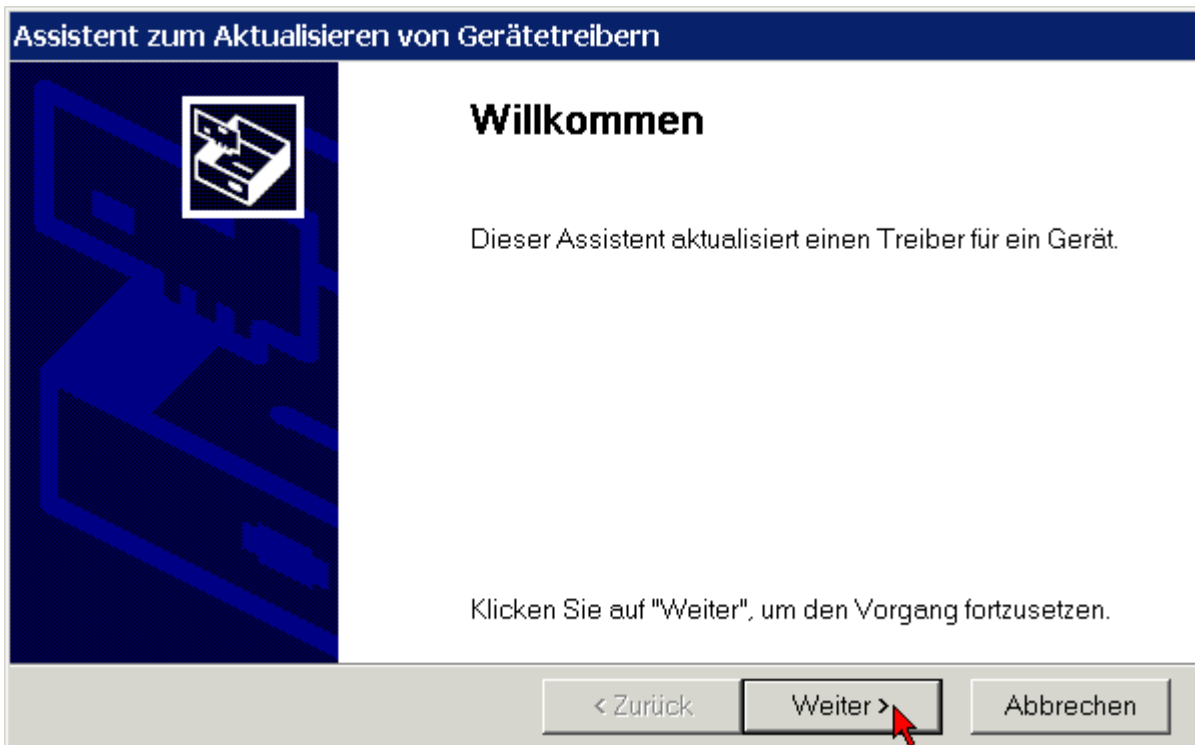 Assistent zum Aktualisieren von Gerätetreibern
Willkommen
Dieser Assistent aktualisiert einen Treiber für ein Gerät.
Klicken Sie auf "Weiter", um den Vorgang fortzusetzen.
< Zurück Weiter > Abbrechen